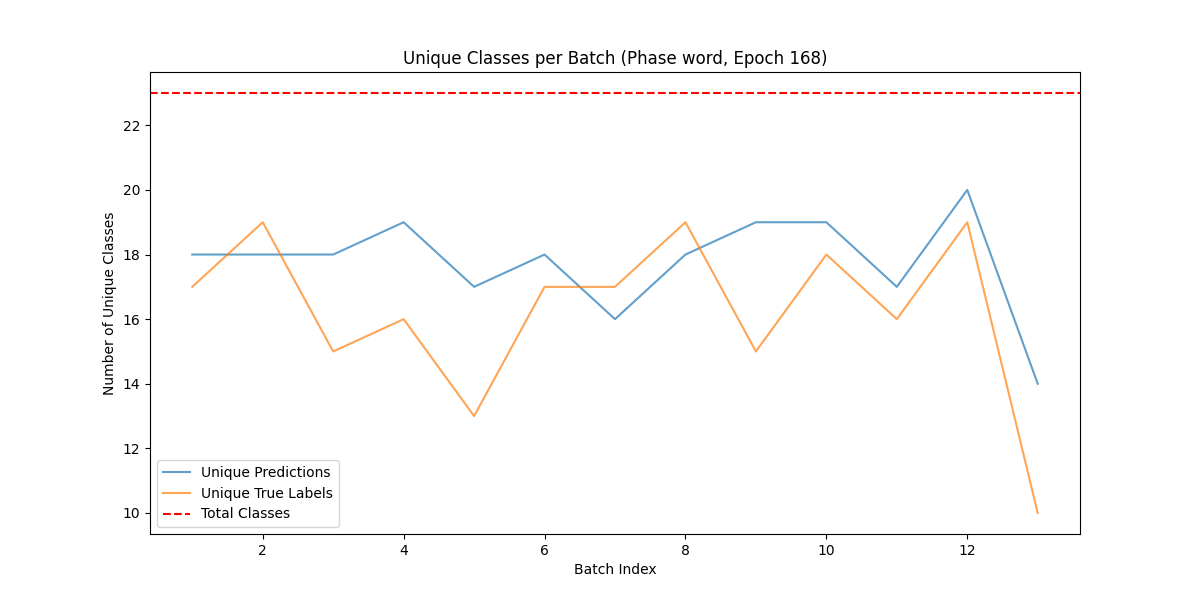 Unique Classes per Batch (Phase word, Epoch 168)
Number of Unique Classes
22
20
18
16
14
12
10
Unique Predictions
Unique True Labels
Total Classes
2 4 6 8 10 12
Batch Index